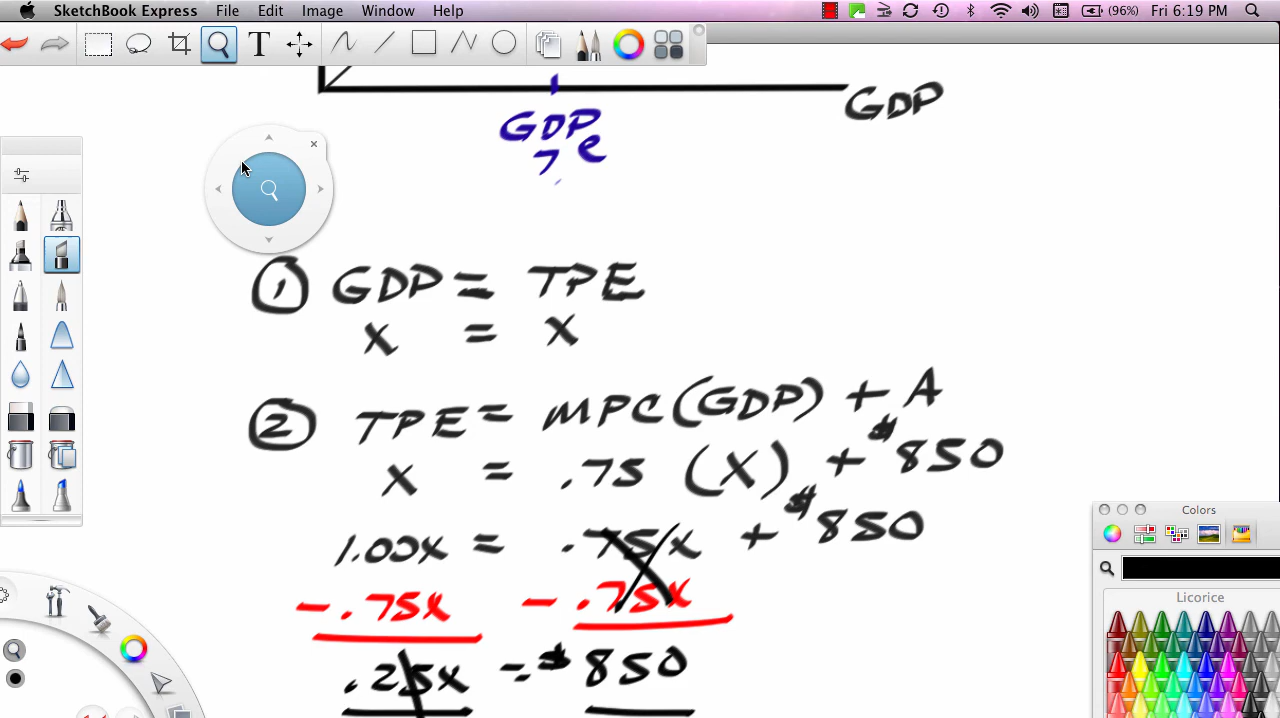 SketchBook Express File Edit Image Window Help (96%) Fri 6:19 PM
T
GDP
GDPe
?
1 GDP = TPE
X = X
2 TPE = MPC(GDP) + A
X = .75 (X) + $850
1.00X = .75X + $850
- .75X - .75X
.25X = $850
Colors
Licorice